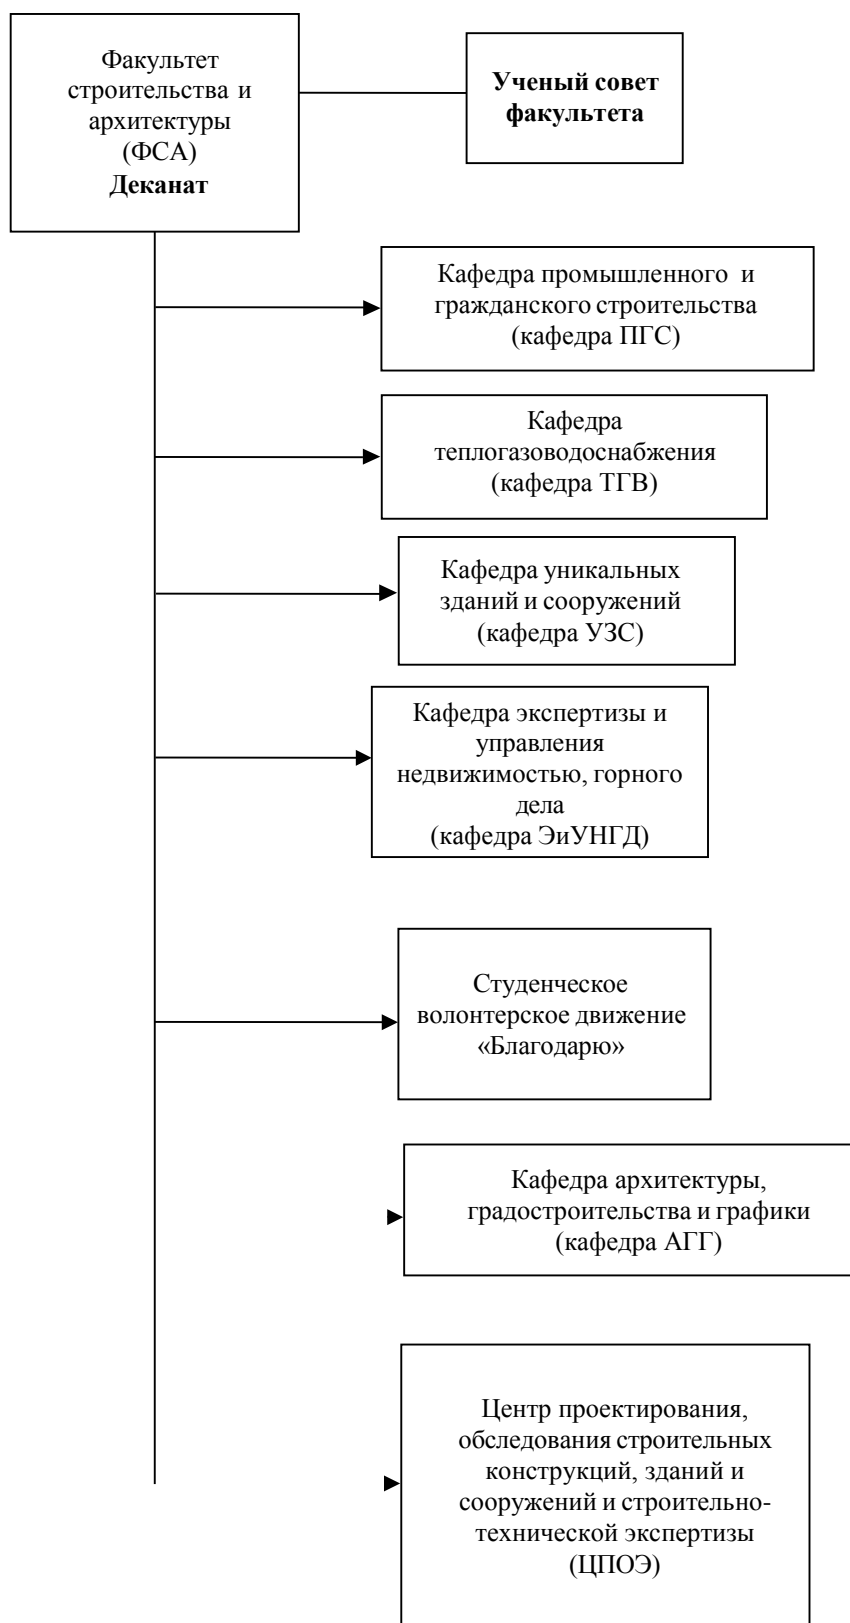 Факультет
строительства и
архитектуры
(ФСА)
Деканат
Ученый совет
факультета
Кафедра промышленного и
гражданского строительства
(кафедра ПГС)
Кафедра
теплогазоводоснабжения
(кафедра ТГВ)
Кафедра уникальных
зданий и сооружений
(кафедра УЗС)
Кафедра экспертизы и
управления
недвижимостью, горного
дела
(кафедра ЭиУНГД)
Студенческое
волонтерское движение
«Благодарю»
Кафедра архитектуры,
градостроительства и графики
(кафедра АГГ)
Центр проектирования,
обследования строительных
конструкций, зданий и
сооружений и строительно-
технической экспертизы
(ЦПОЭ)